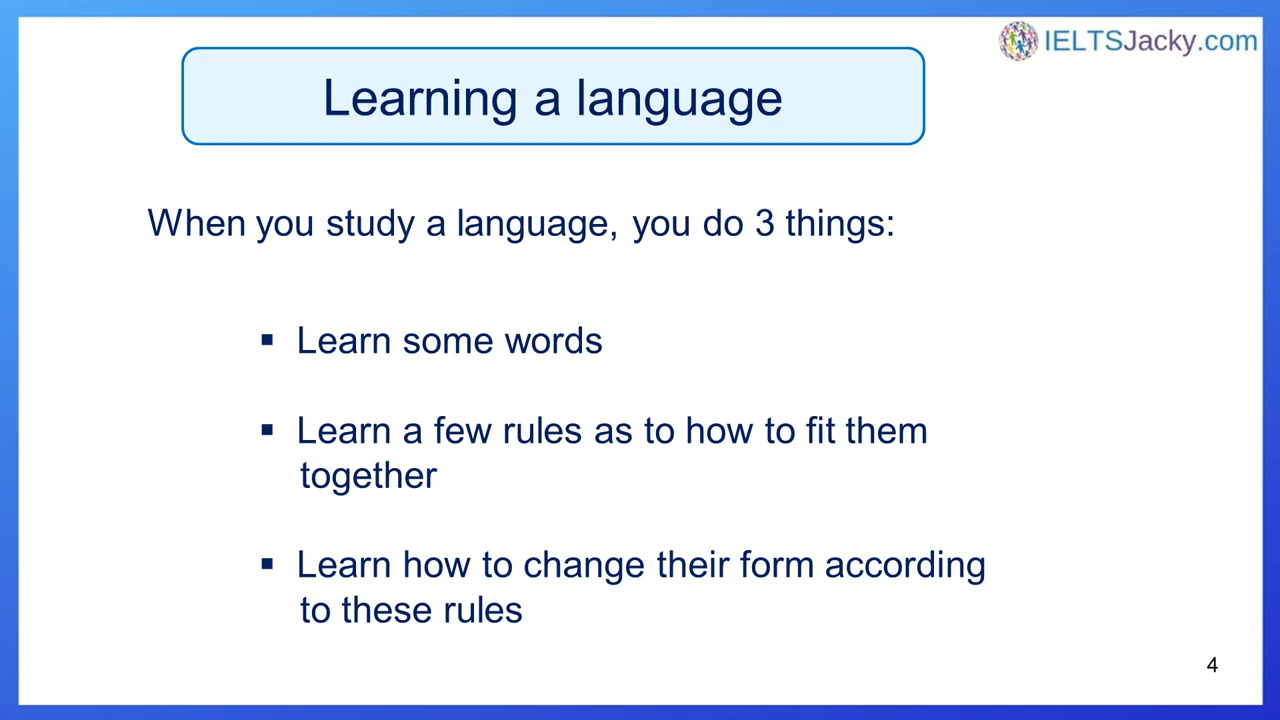 IELTSJacky.com
Learning a language
When you study a language, you do 3 things:
▪ Learn some words
▪ Learn a few rules as to how to fit them
together
▪ Learn how to change their form according
to these rules
4